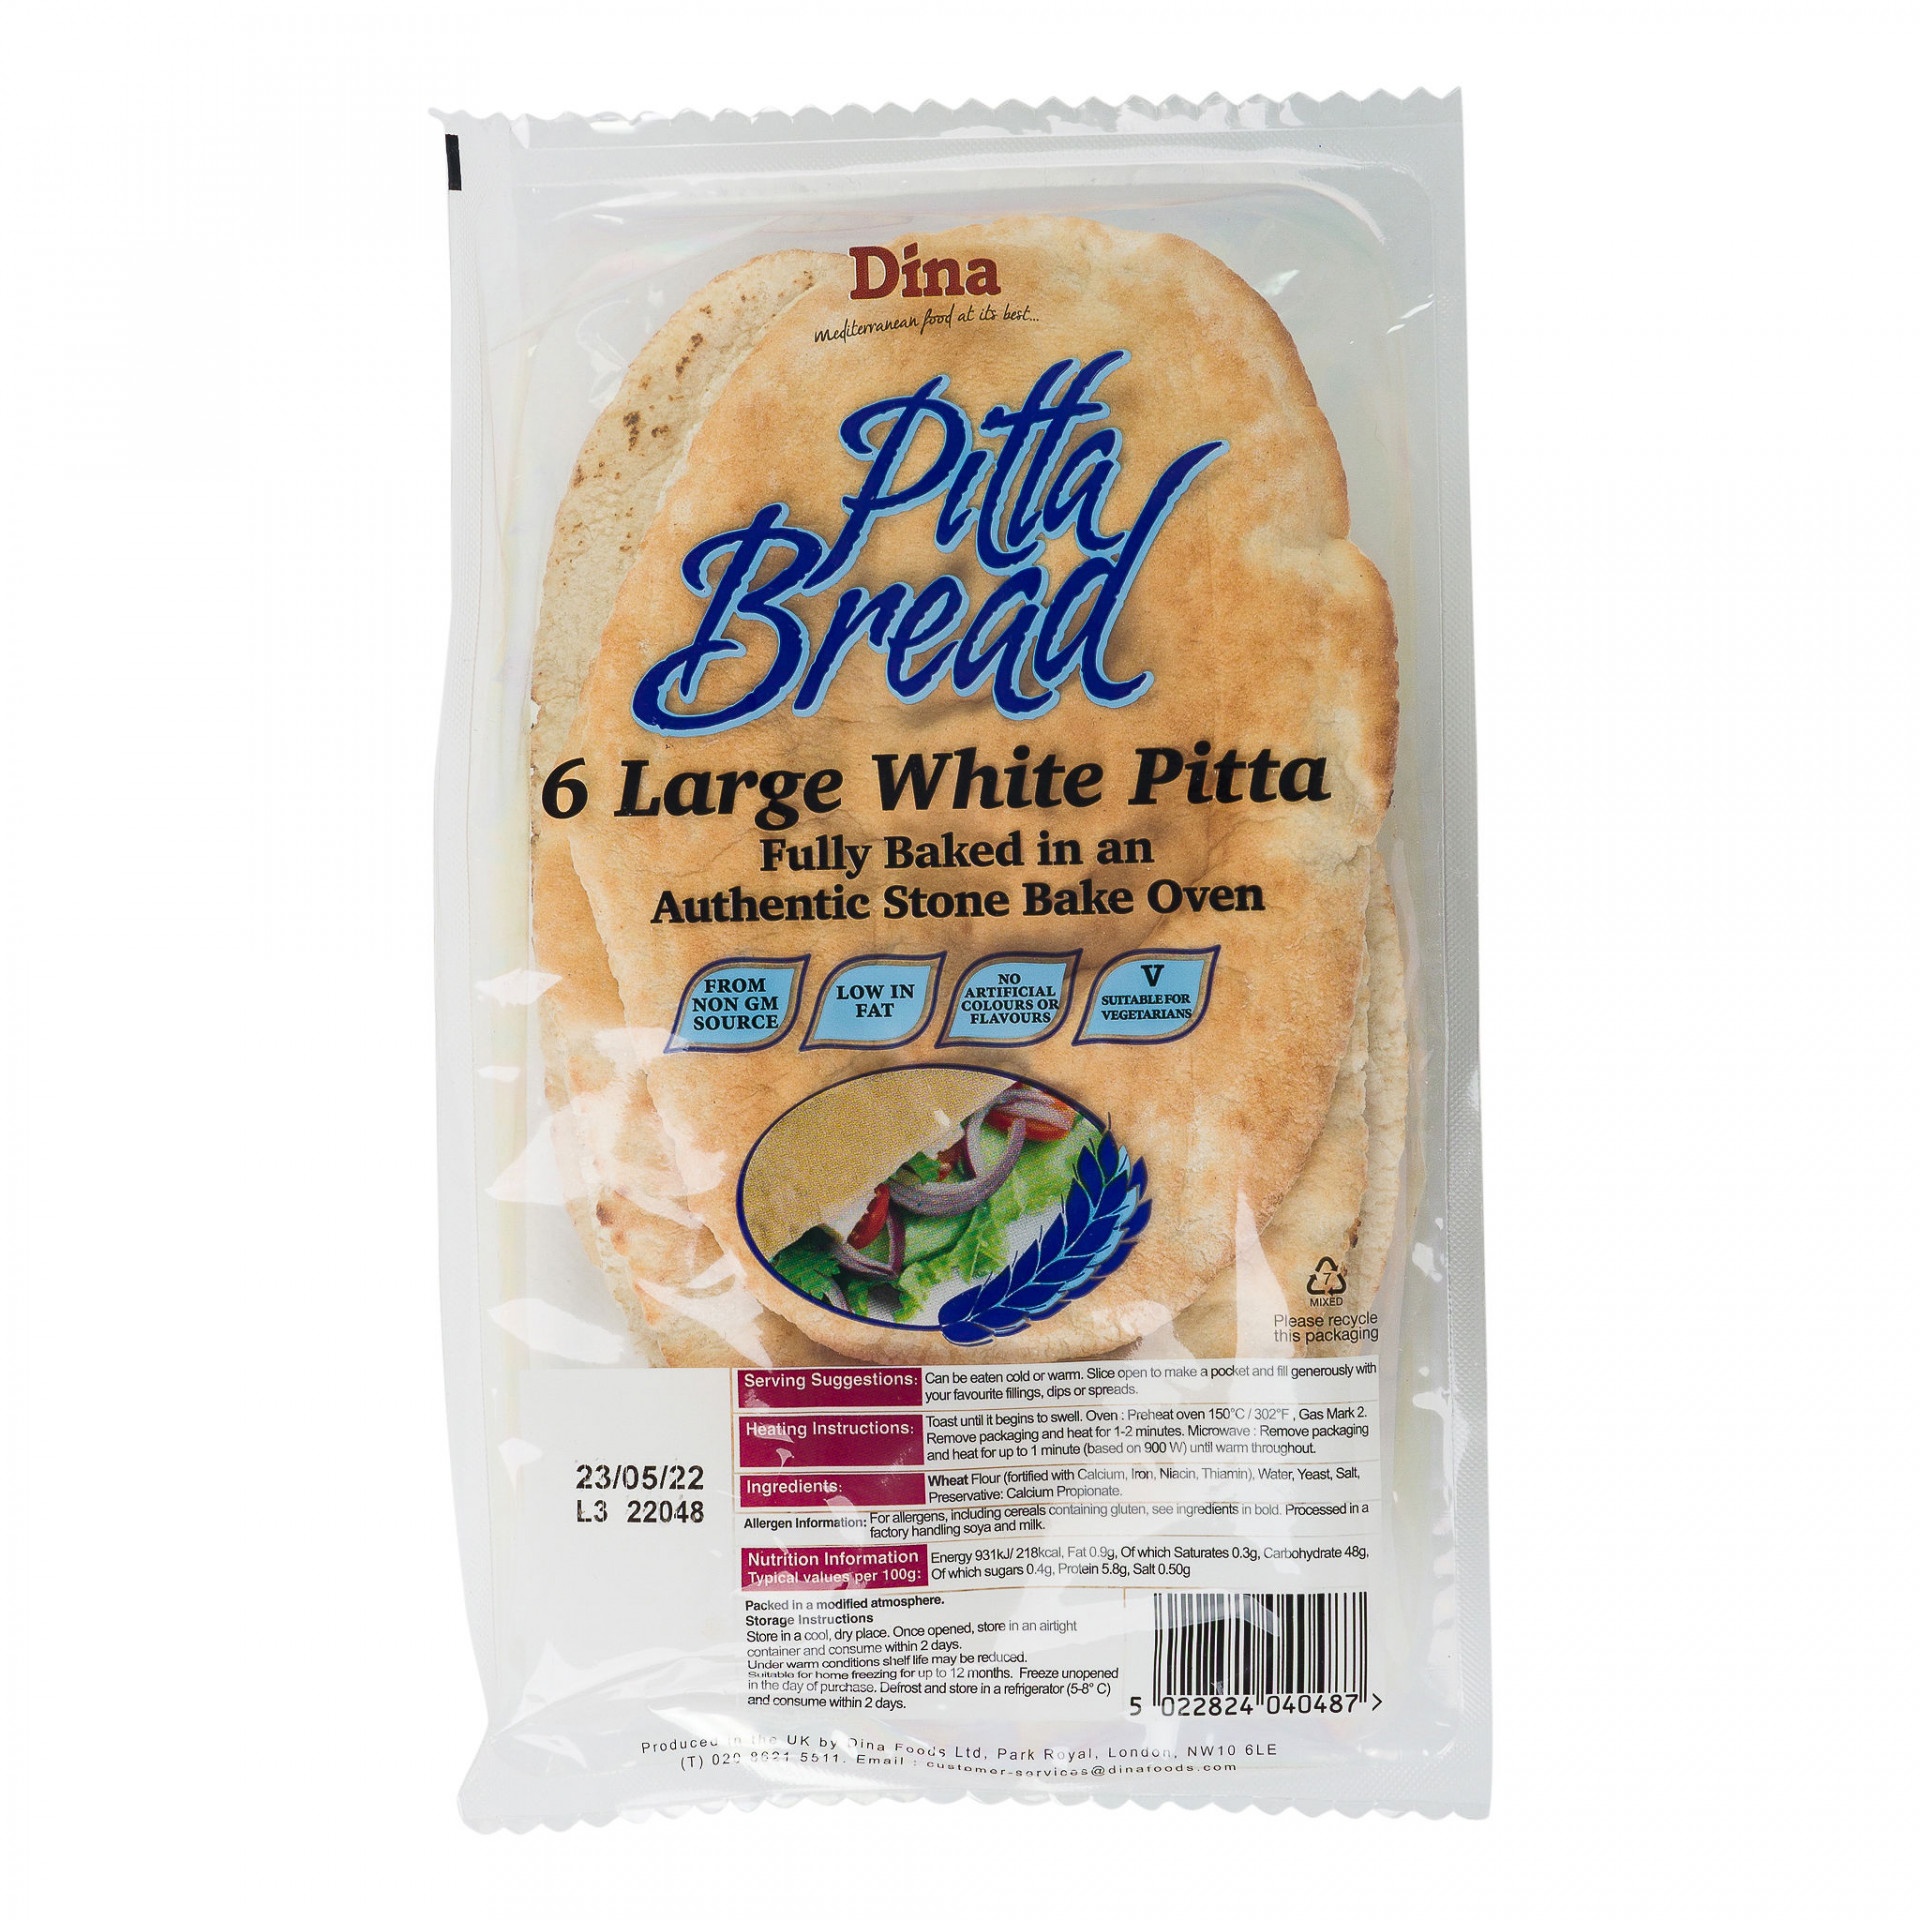 Dina
Mediterranean food at its best...
Pitta
Bread
6 Large White Pitta
Fully Baked in an
Authentic Stone Bake Oven
FROM
NON GM
SOURCE
LOW IN
FAT
NO
ARTIFICIAL
COLOURS OR
FLAVOURS
V
SUITABLE FOR
VEGETARIANS
7
MIXED
Please recycle
this packaging
Serving Suggestions: Can be eaten cold or warm. Slice open to make a pocket and fill generously with
your favourite fillings, dips or spreads.
Heating Instructions: Toast until it begins to swell. Oven : Preheat oven 150°C / 302°F , Gas Mark 2.
Remove packaging and heat for 1-2 minutes. Microwave : Remove packaging
and heat for up to 1 minute (based on 900 W) until warm throughout.
23/05/22
L3 22048
Ingredients: Wheat Flour (fortified with Calcium, Iron, Niacin, Thiamin), Water, Yeast, Salt,
Preservative: Calcium Propionate.
Allergen Information: For allergens, including cereals containing gluten, see ingredients in bold. Processed in a
factory handling soya and milk.
Nutrition Information
Typical values per 100g:
Energy 931kJ/ 218kcal, Fat 0.9g, Of which Saturates 0.3g, Carbohydrate 48g,
Of which sugars 0.4g, Protein 5.8g, Salt 0.50g
Packed in a modified atmosphere.
Storage Instructions
Store in a cool, dry place. Once opened, store in an airtight
container and consume within 2 days.
Under warm conditions shelf life may be reduced.
Suitable for home freezing for up to 12 months. Freeze unopened
in the day of purchase. Defrost and store in a refrigerator (5-8° C)
and consume within 2 days.
5 022824 040487 >
Produced in the UK by Dina Foods Ltd, Park Royal, London, NW10 6LE
(T) 020 8621 5511. Email : customer-services@dinafoods.com